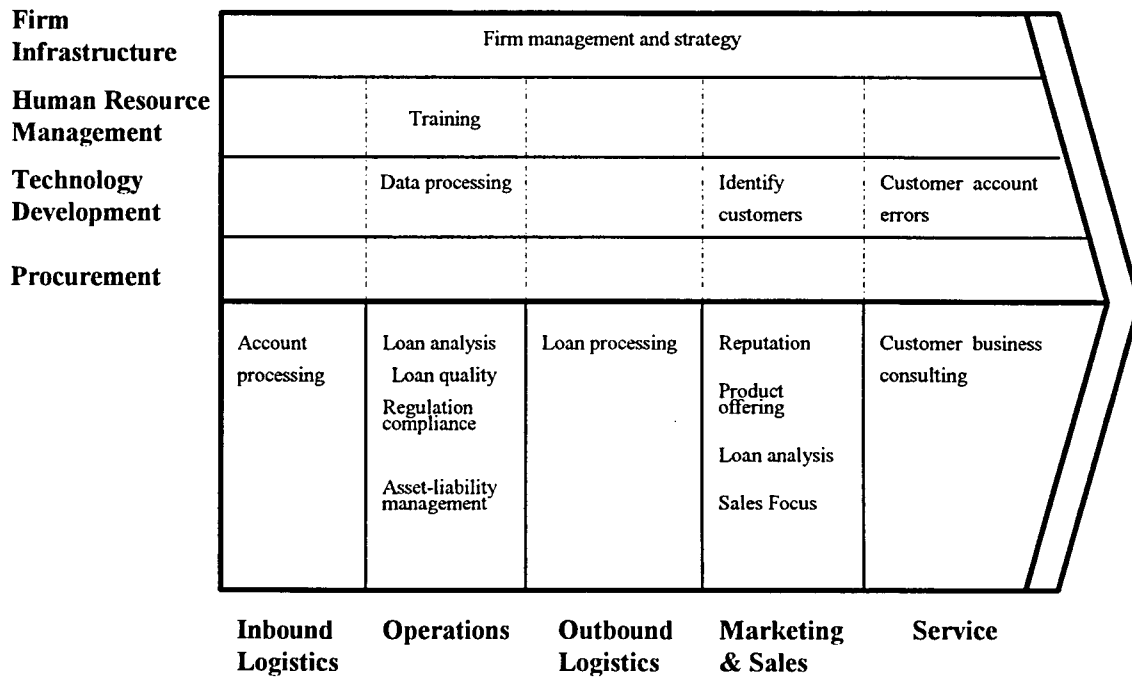 Firm
Infrastructure
Firm management and strategy
Human Resource
Management
Training
Technology
Development
Data processing
Identify
customers
Customer account
errors
Procurement
Account
processing
Loan analysis
Loan quality
Regulation
compliance
Asset-liability
management
Loan processing
Reputation
Product
offering
Loan analysis
Sales Focus
Customer business
consulting
Inbound
Logistics
Operations
Outbound
Logistics
Marketing
& Sales
Service